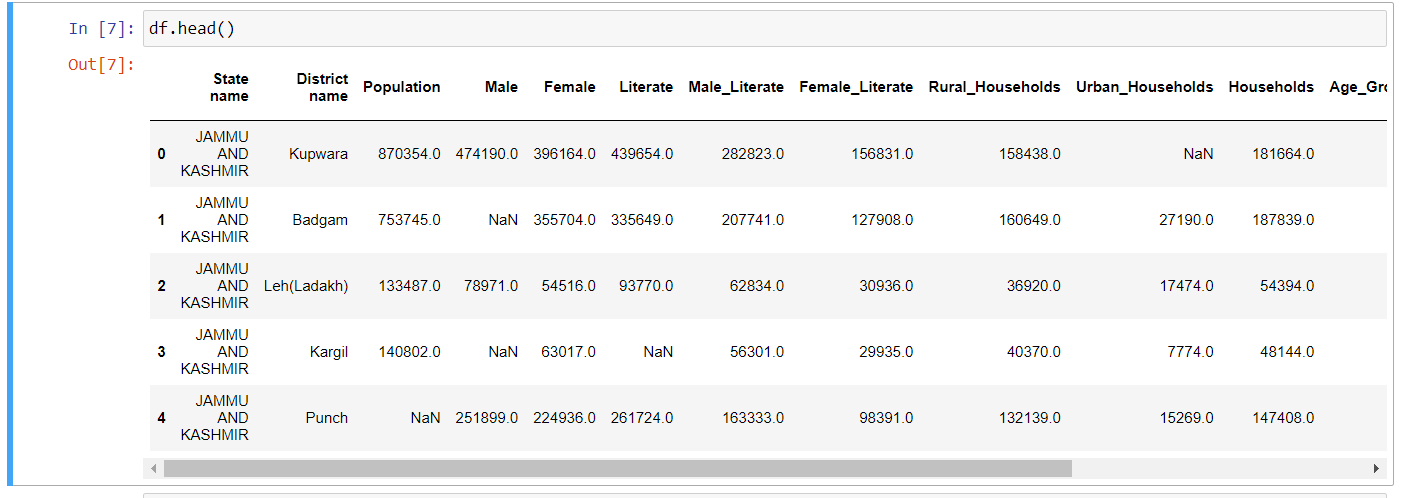 In [7]: df.head()
Out[7]:
State name District name Population Male Female Literate Male_Literate Female_Literate Rural_Households Urban_Households Households Age_Gro
0 JAMMU AND KASHMIR Kupwara 870354.0 474190.0 396164.0 439654.0 282823.0 156831.0 158438.0 NaN 181664.0
1 JAMMU AND KASHMIR Badgam 753745.0 NaN 355704.0 335649.0 207741.0 127908.0 160649.0 27190.0 187839.0
2 JAMMU AND KASHMIR Leh(Ladakh) 133487.0 78971.0 54516.0 93770.0 62834.0 30936.0 36920.0 17474.0 54394.0
3 JAMMU AND KASHMIR Kargil 140802.0 NaN 63017.0 NaN 56301.0 29935.0 40370.0 7774.0 48144.0
4 JAMMU AND KASHMIR Punch NaN 251899.0 224936.0 261724.0 163333.0 98391.0 132139.0 15269.0 147408.0